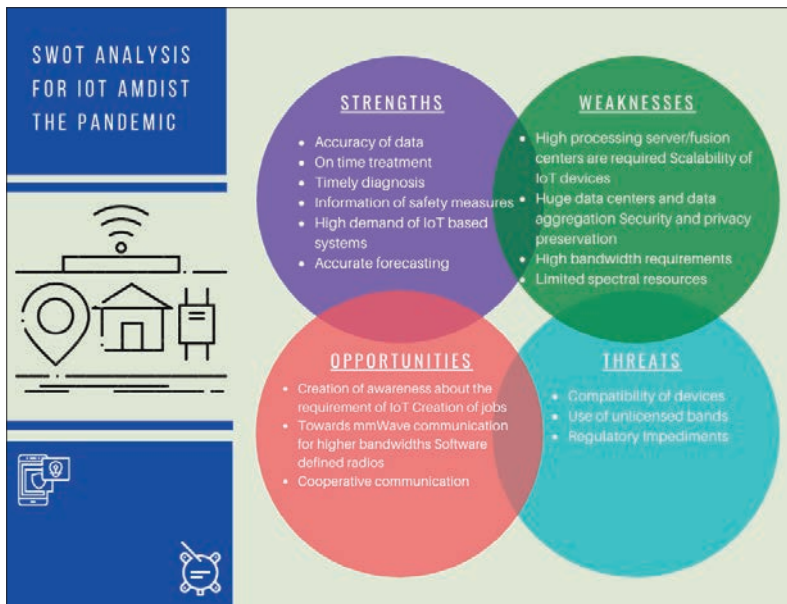 SWOT ANALYSIS
FOR IOT AMDIST
THE PANDEMIC
STRENGTHS
• Accuracy of data
• On time treatment
• Timely diagnosis
• Information of safety measures
• High demand of IoT based
systems
• Accurate forecasting
WEAKNESSES
• High processing server/fusion
centers are required Scalability of
IoT devices
• Huge data centers and data
aggregation Security and privacy
preservation
• High bandwidth requirements
• Limited spectral resources
OPPORTUNITIES
• Creation of awareness about the
requirement of IoT Creation of jobs
• Towards mmWave communication
for higher bandwidths Software
defined radios
• Cooperative communication
THREATS
• Compatibility of devices
• Use of unlicensed bands
• Regulatory Impediments